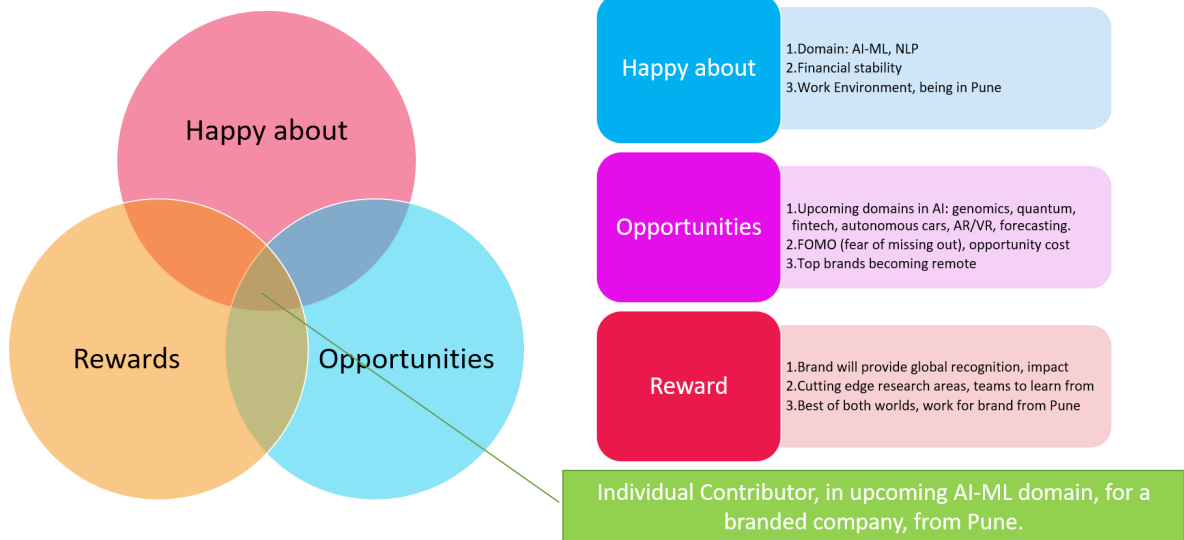 Happy about
Rewards
Opportunities
Happy about
1.Domain: AI-ML, NLP
2.Financial stability
3.Work Environment, being in Pune
Opportunities
1.Upcoming domains in AI: genomics, quantum,
fintech, autonomous cars, AR/VR, forecasting.
2.FOMO (fear of missing out), opportunity cost
3.Top brands becoming remote
Reward
1.Brand will provide global recognition, impact
2.Cutting edge research areas, teams to learn from
3.Best of both worlds, work for brand from Pune
Individual Contributor, in upcoming AI-ML domain, for a
branded company, from Pune.